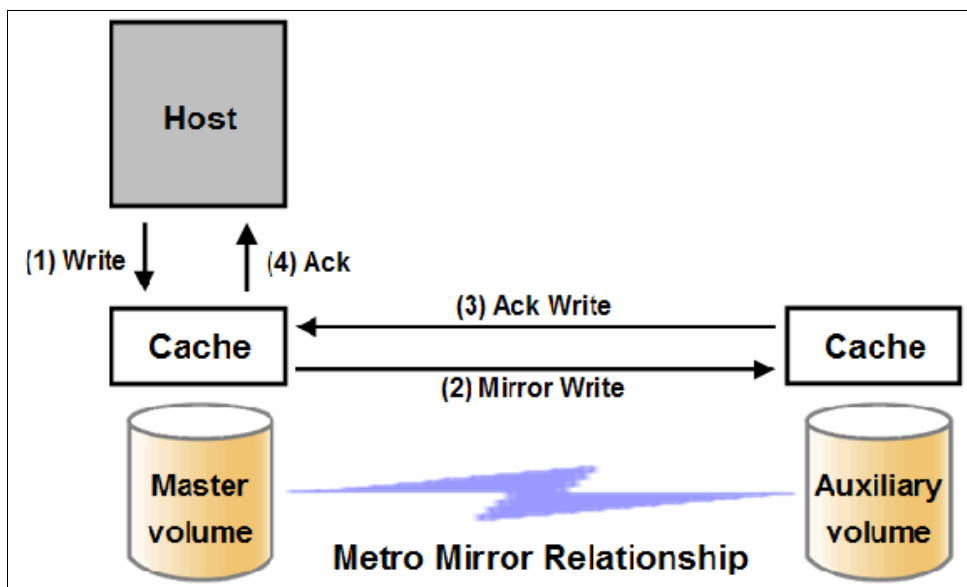 Host
(1) Write
(4) Ack
(3) Ack Write
Cache
Cache
(2) Mirror Write
Master
volume
Auxiliary
volume
Metro Mirror Relationship